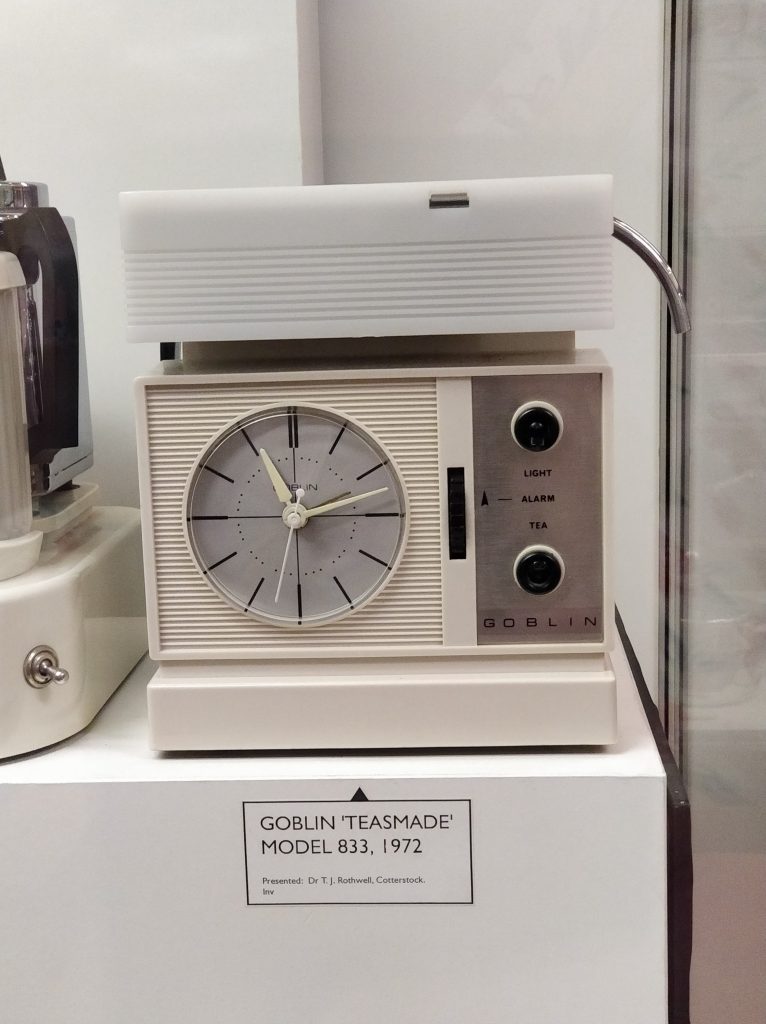 GOBLIN
LIGHT
ALARM
TEA
GOBLIN
GOBLIN 'TEASMADE'
MODEL 833, 1972
Presented: Dr T. J. Rothwell, Cotterstock.
Inv